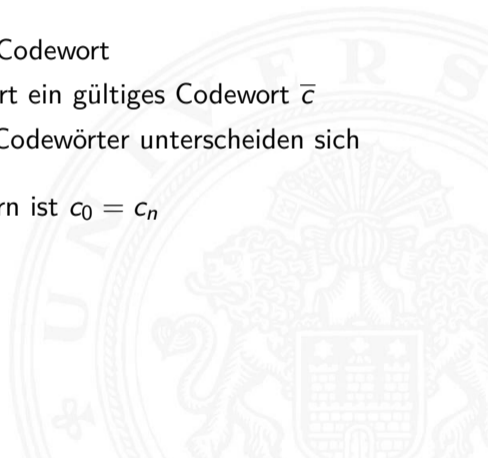 Codewort
rt ein gültiges Codewort c̅
Codewörter unterscheiden sich
rn ist c₀ = cₙ
U N I V E R S